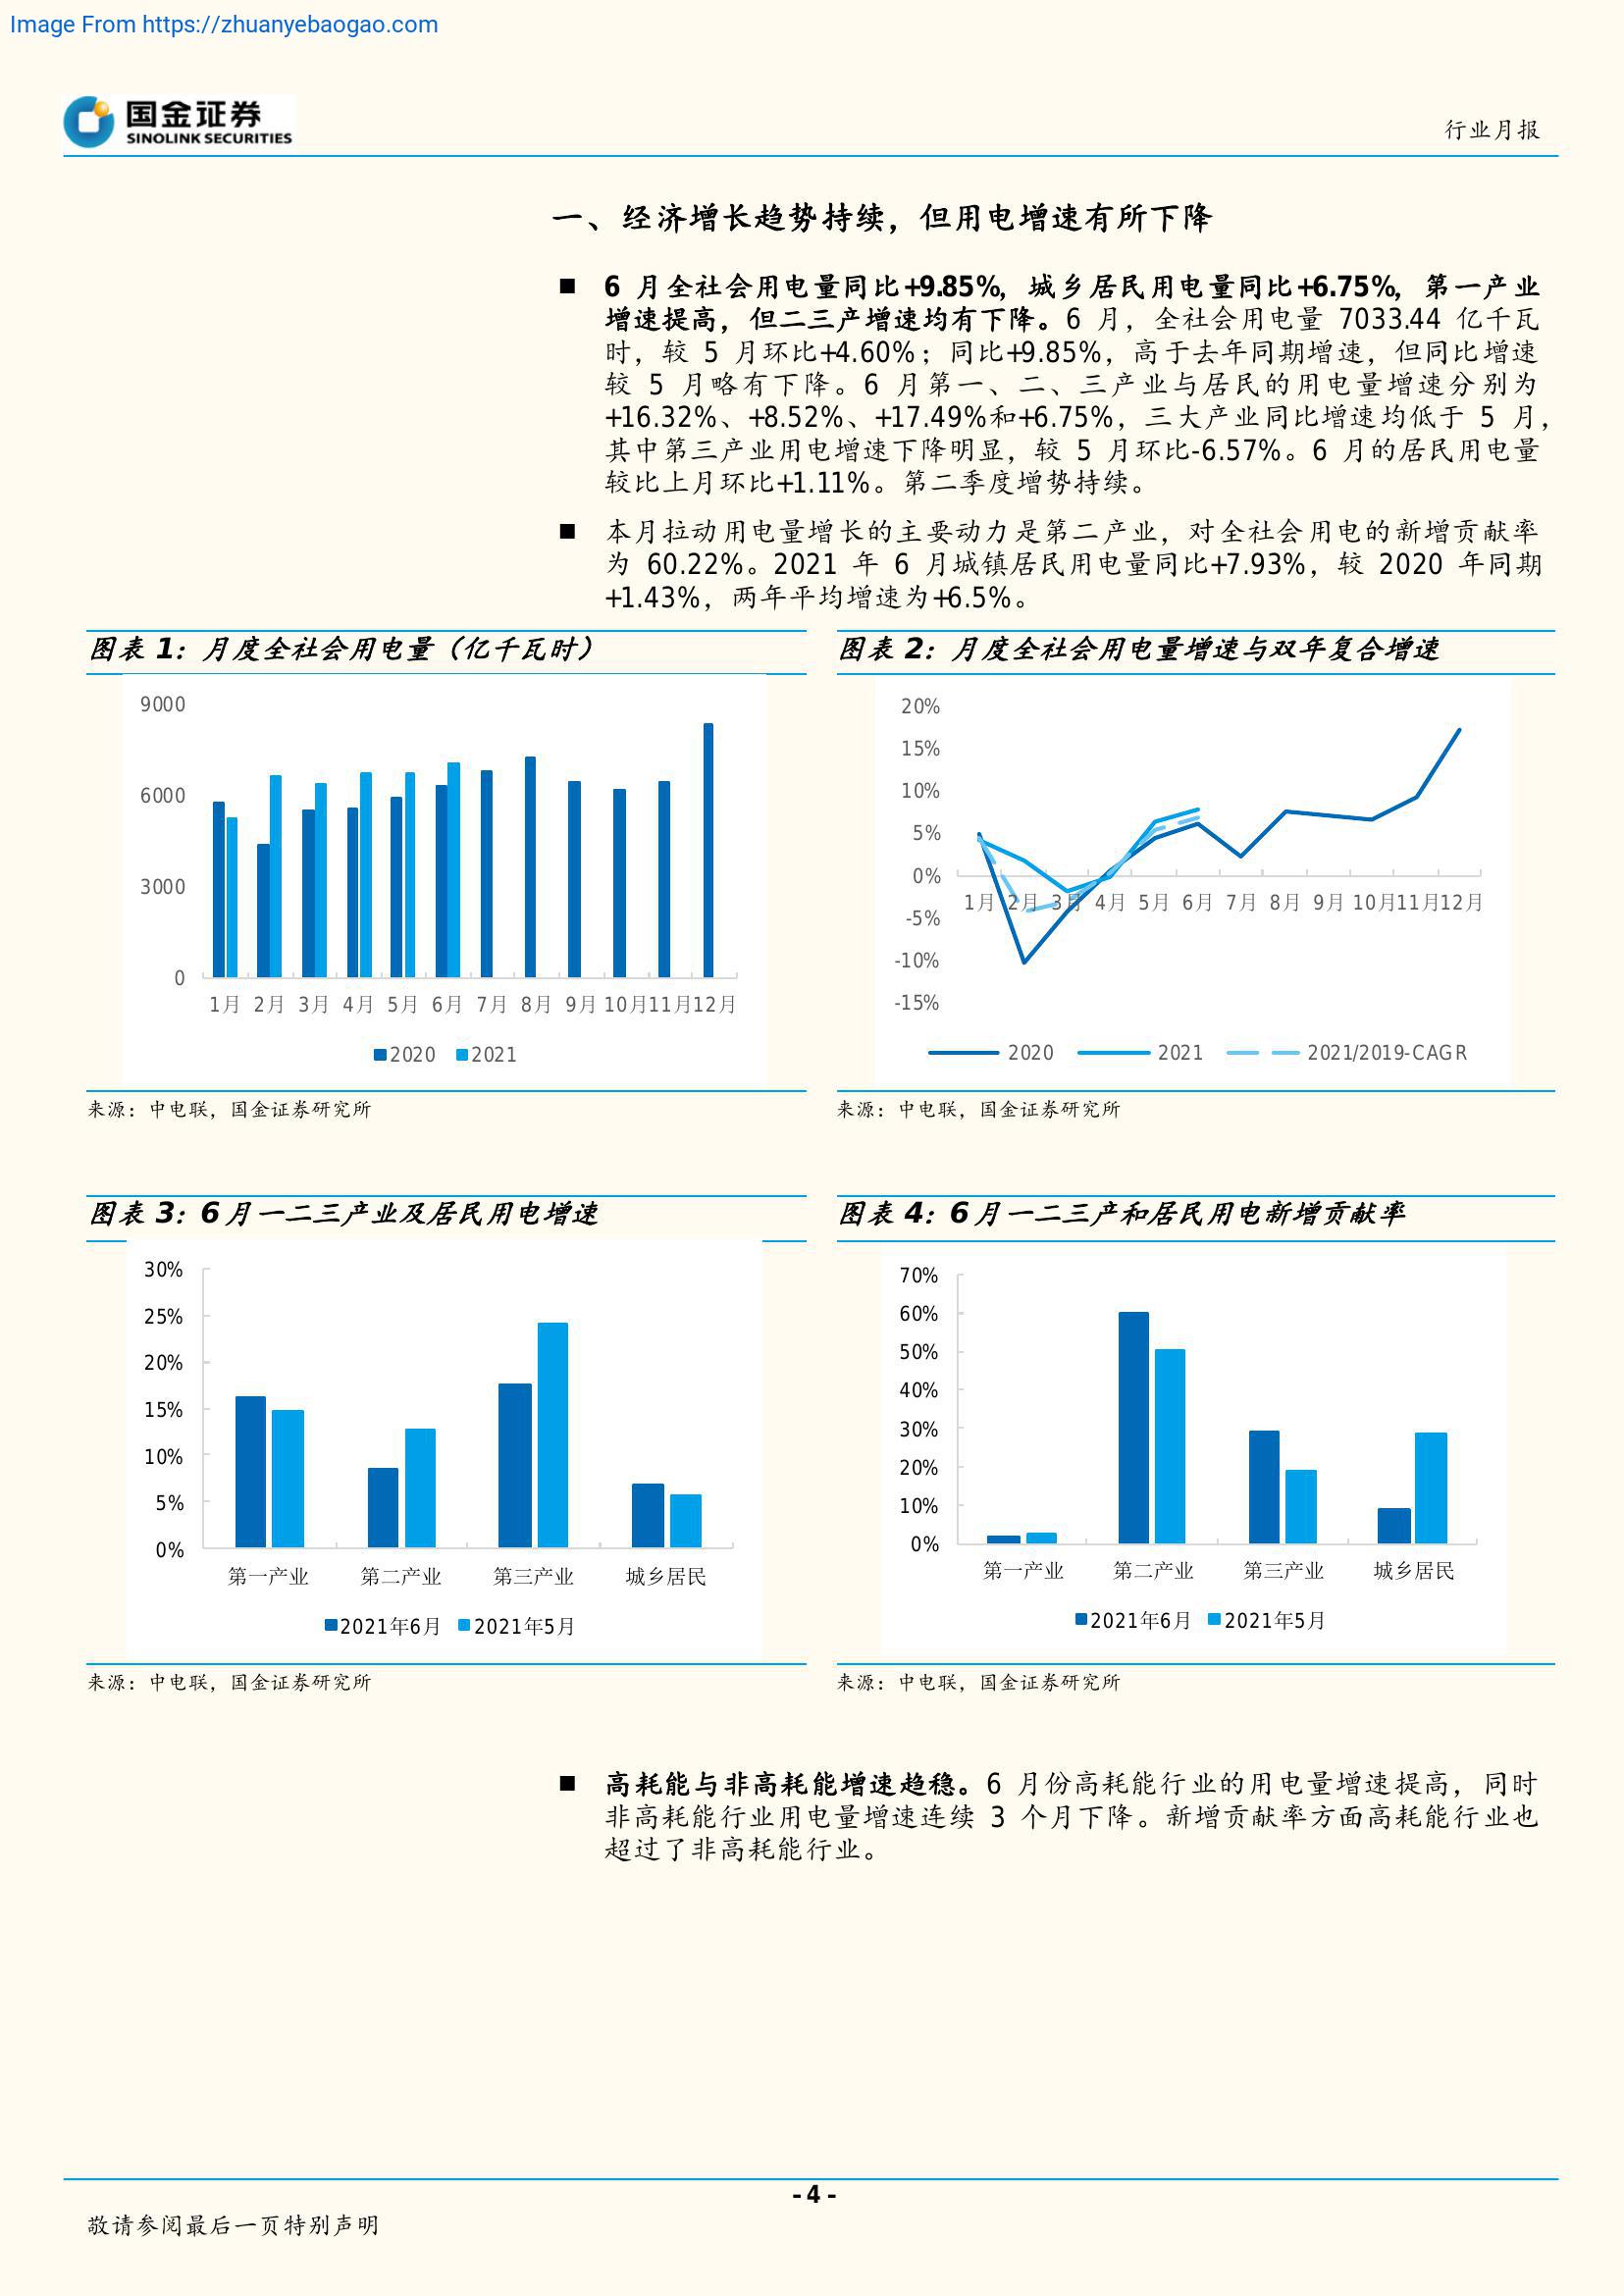 Image From https://zhuanyebaogao.com
国金证券
SINOLINK SECURITIES
行业月报
一、经济增长趋势持续，但用电增速有所下降
■ 6 月全社会用电量同比+9.85%，城乡居民用电量同比+6.75%，第一产业
增速提高，但二三产增速均有下降。6 月，全社会用电量 7033.44 亿千瓦
时，较 5 月环比+4.60%；同比+9.85%，高于去年同期增速，但同比增速
较 5 月略有下降。6 月第一、二、三产业与居民的用电量增速分别为
+16.32%、+8.52%、+17.49%和+6.75%，三大产业同比增速均低于 5 月，
其中第三产业用电增速下降明显，较 5 月环比-6.57%。6 月的居民用电量
较比上月环比+1.11%。第二季度增势持续。
■ 本月拉动用电量增长的主要动力是第二产业，对全社会用电的新增贡献率
为 60.22%。2021 年 6 月城镇居民用电量同比+7.93%，较 2020 年同期
+1.43%，两年平均增速为+6.5%。
图表 1：月度全社会用电量（亿千瓦时）
9000
6000
3000
0
1月 2月 3月 4月 5月 6月 7月 8月 9月 10月11月12月
2020 2021
来源：中电联，国金证券研究所
图表 2：月度全社会用电量增速与双年复合增速
20%
15%
10%
5%
0%
1月 2月 3月 4月 5月 6月 7月 8月 9月 10月11月12月
-5%
-10%
-15%
2020 2021 2021/2019-CAGR
来源：中电联，国金证券研究所
图表 3：6 月一二三产业及居民用电增速
30%
25%
20%
15%
10%
5%
0%
第一产业 第二产业 第三产业 城乡居民
2021年6月 2021年5月
来源：中电联，国金证券研究所
图表 4：6 月一二三产和居民用电新增贡献率
70%
60%
50%
40%
30%
20%
10%
0%
第一产业 第二产业 第三产业 城乡居民
2021年6月 2021年5月
来源：中电联，国金证券研究所
■ 高耗能与非高耗能增速趋稳。6 月份高耗能行业的用电量增速提高，同时
非高耗能行业用电量增速连续 3 个月下降。新增贡献率方面高耗能行业也
超过了非高耗能行业。
- 4 -
敬请参阅最后一页特别声明